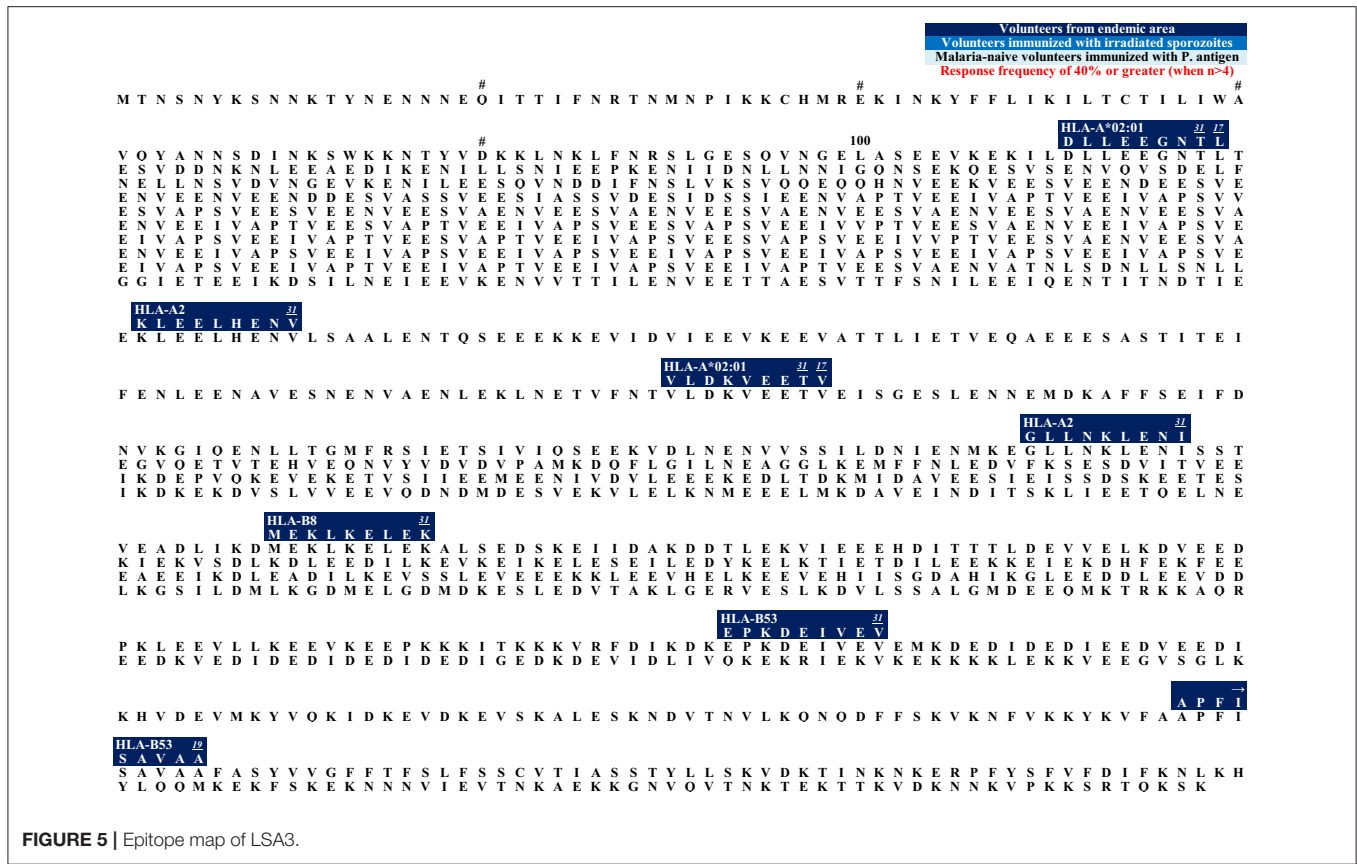 Volunteers from endemic area
Volunteers immunized with irradiated sporozoites
Malaria-naive volunteers immunized with P. antigen
Response frequency of 40% or greater (when n>4)
# # #
M T N S N Y K S N N K T Y N E N N N E Q I T T I F N R T N M N P I K K C H M R E K I N K Y F F L I K I L T C T I L I W A
HLA-A*02:01 31 17
# 100 D L L E E G N T L
V Q Y A N N S D I N K S W K K N T Y V D K K L N K L F N R S L G E S Q V N G E L A S E E V K E K I L D L L E E G N T L T
E S V D D N K N L E E A E D I K E N I L L S N I E E P K E N I I D N L L N N I G Q N S E K Q E S V S E N V Q V S D E L F
N E L L N S V D V N G E V K E N I L E E S Q V N D D I F N S L V K S V Q Q E Q Q H N V E E K V E E S V E E N D E E S V E
E N V E E N V E E N D D E S V A S S V E E S I A S S V D E S I D S S I E E N V A P T V E E I V A P T V E E I V A P S V V
E S V A P S V E E S V E E N V E E S V A E N V E E S V A E N V E E S V A E N V E E S V A E N V E E S V A E N V E E S V A
E N V E E I V A P T V E E S V A P T V E E I V A P S V E E S V A P S V E E I V V P T V E E S V A E N V E E I V A P S V E
E I V A P S V E E I V A P T V E E S V A P T V E E I V A P S V E E S V A P S V E E I V V P T V E E S V A E N V E E S V A
E N V E E I V A P S V E E I V A P S V E E I V A P S V E E I V A P S V E E I V A P S V E E I V A P S V E E I V A P S V E
E I V A P S V E E I V A P T V E E I V A P T V E E I V A P S V E E I V A P T V E E S V A E N V A T N L S D N L L S N L L
G G I E T E E I K D S I L N E I E E V K E N V V T T I L E N V E E T T A E S V T T F S N I L E E I Q E N T I T N D T I E
HLA-A2 31
K L E E L H E N V
E K L E E L H E N V L S A A L E N T Q S E E E K K E V I D V I E E V K E E V A T T L I E T V E Q A E E E S A S T I T E I
HLA-A*02:01 31 17
V L D K V E E T V
F E N L E E N A V E S N E N V A E N L E K L N E T V F N T V L D K V E E T V E I S G E S L E N N E M D K A F F S E I F D
HLA-A2 31
G L L N K L E N I
N V K G I Q E N L L T G M F R S I E T S I V I Q S E E K V D L N E N V V S S I L D N I E N M K E G L L N K L E N I S S T
E G V Q E T V T E H V E Q N V Y V D V D V P A M K D Q F L G I L N E A G G L K E M F F N L E D V F K S E S D V I T V E E
I K D E P V Q K E V E K E T V S I I E E M E E N I V D V L E E E K E D L T D K M I D A V E E S I E I S S D S K E E T E S
I K D K E K D V S L V V E E V Q D N D M D E S V E K V L E L K N M E E E L M K D A V E I N D I T S K L I E E T Q E L N E
HLA-B8 31
M E K L K E L E K
V E A D L I K D M E K L K E L E K A L S E D S K E I I D A K D D T L E K V I E E E H D I T T T L D E V V E L K D V E E D
K I E K V S D L K D L E E D I L K E V K E I K E L E S E I L E D Y K E L K T I E T D I L E E K K E I E K D H F E K F E E
E A E E I K D L E A D I L K E V S S L E V E E E K K L E E V H E L K E E V E H I I S G D A H I K G L E E D D L E E V D D
L K G S I L D M L K G D M E L G D M D K E S L E D V T A K L G E R V E S L K D V L S S A L G M D E E Q M K T R K K A Q R
HLA-B53 31
E P K D E I V E V
P K L E E V L L K E E V K E E P K K K I T K K K V R F D I K D K E P K D E I V E V E M K D E D I D E D I E E D V E E D I
E E D K V E D I D E D I D E D I D E D I G E D K D E V I D L I V Q K E K R I E K V K E K K K K L E K K V E E G V S G L K
→
A P F I
K H V D E V M K Y V Q K I D K E V D K E V S K A L E S K N D V T N V L K Q N Q D F F S K V K N F V K K Y K V F A A P F I
HLA-B53 19
S A V A A
S A V A A F A S Y V V G F F T F S L F S S C V T I A S S T Y L L S K V D K T I N K N K E R P F Y S F V F D I F K N L K H
Y L Q Q M K E K F S K E K N N N V I E V T N K A E K K G N V Q V T N K T E K T T K V D K N N K V P K K S R T Q K S K
FIGURE 5 | Epitope map of LSA3.